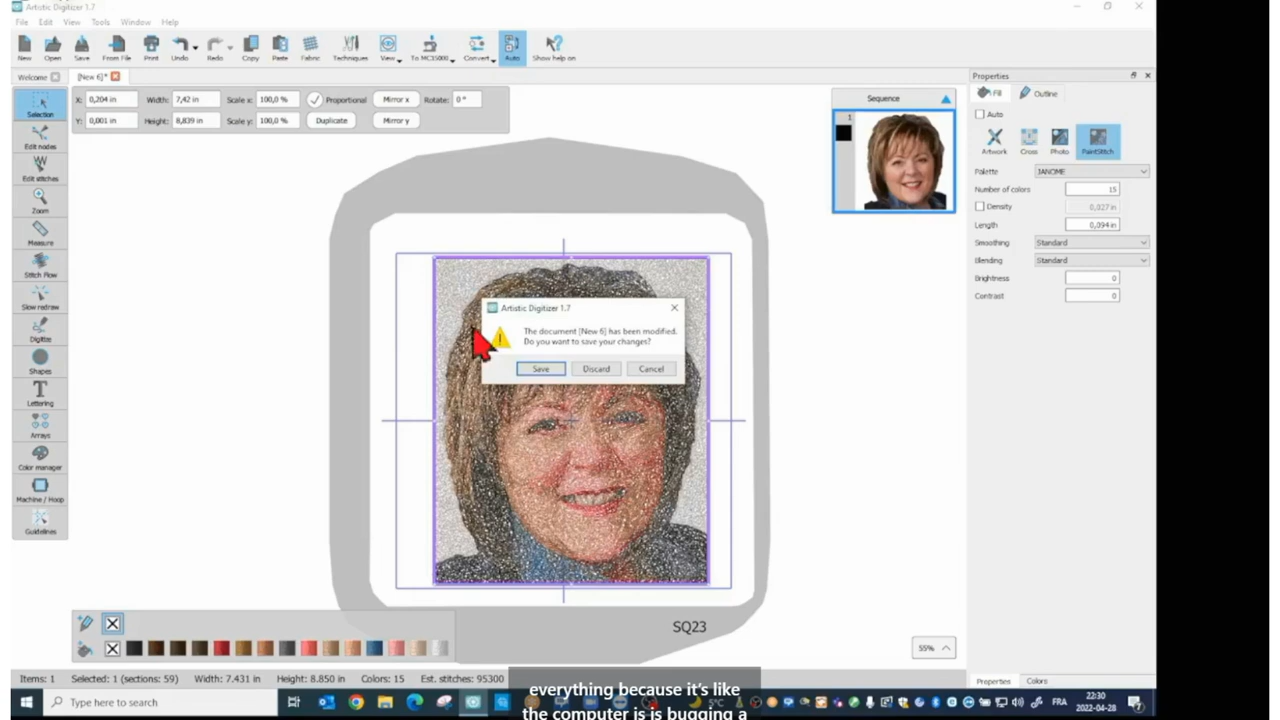 Artistic Digitizer 1.7
File Edit View Tools Window Help
New Open Save From File Print Undo Redo Copy Paste Fabric Techniques View To MC15000 Convert Auto Show help on
Welcome [New 6]*
X: 0,204 in Width: 7,42 in Scale x: 100,0 % Proportional Mirror x Rotate: 0 °
Y: 0,001 in Height: 8,839 in Scale y: 100,0 % Duplicate Mirror y
Selection
Edit nodes
Edit stitches
Zoom
Measure
Stitch Flow
Slow redraw
Digitize
Shapes
Lettering
Arrays
Color manager
Machine / Hoop
Guidelines
Sequence
1
Properties
Fill Outline
Auto
Artwork Cross Photo PaintStitch
Palette JANOME
Number of colors 15
Density 0,027 in
Length 0,094 in
Smoothing Standard
Blending Standard
Brightness 0
Contrast 0
Artistic Digitizer 1.7
The document [New 6] has been modified.
Do you want to save your changes?
Save Discard Cancel
SQ23
55%
Items: 1 Selected: 1 (sections: 59) Width: 7.431 in Height: 8.850 in Colors: 15 Est. stitches: 95300
Properties Colors
everything because it's like
the computer is is bugging a
Type here to search
5°C
FRA
22:30
2022-04-28